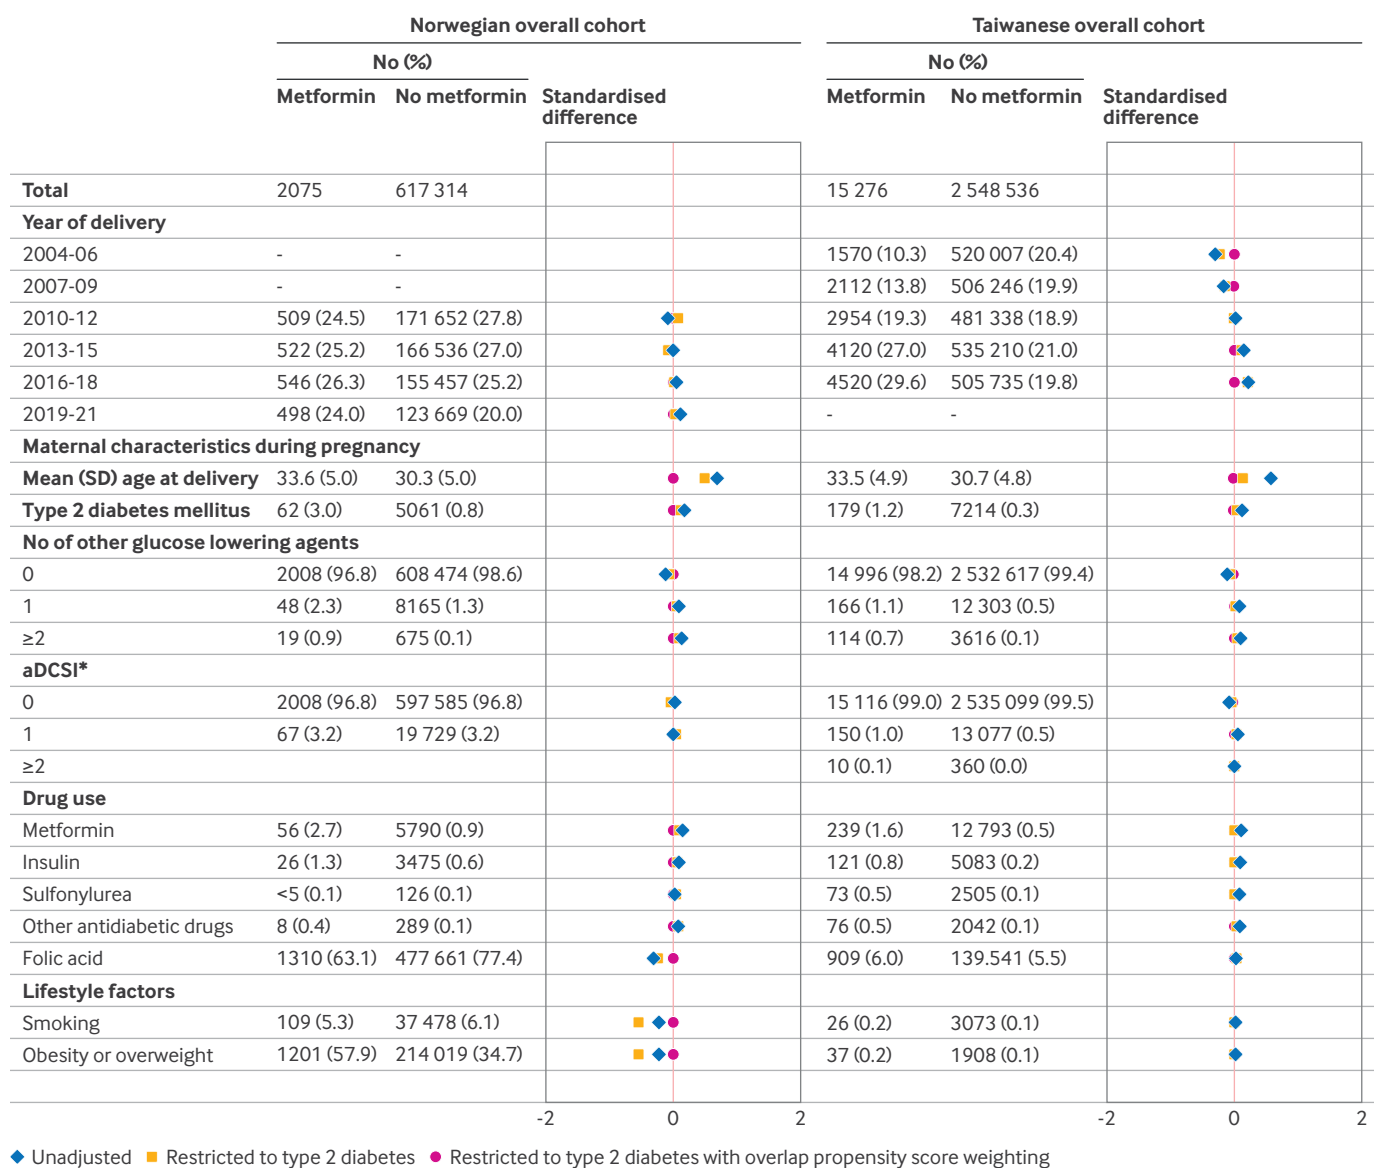 Norwegian overall cohort Taiwanese overall cohort
No (%) No (%)
Metformin No metformin Standardised difference Metformin No metformin Standardised difference
Total 2075 617 314 15 276 2 548 536
Year of delivery
2004-06 - - 1570 (10.3) 520 007 (20.4)
2007-09 - - 2112 (13.8) 506 246 (19.9)
2010-12 509 (24.5) 171 652 (27.8) 2954 (19.3) 481 338 (18.9)
2013-15 522 (25.2) 166 536 (27.0) 4120 (27.0) 535 210 (21.0)
2016-18 546 (26.3) 155 457 (25.2) 4520 (29.6) 505 735 (19.8)
2019-21 498 (24.0) 123 669 (20.0) - -
Maternal characteristics during pregnancy
Mean (SD) age at delivery 33.6 (5.0) 30.3 (5.0) 33.5 (4.9) 30.7 (4.8)
Type 2 diabetes mellitus 62 (3.0) 5061 (0.8) 179 (1.2) 7214 (0.3)
No of other glucose lowering agents
0 2008 (96.8) 608 474 (98.6) 14 996 (98.2) 2 532 617 (99.4)
1 48 (2.3) 8165 (1.3) 166 (1.1) 12 303 (0.5)
≥2 19 (0.9) 675 (0.1) 114 (0.7) 3616 (0.1)
aDCSI*
0 2008 (96.8) 597 585 (96.8) 15 116 (99.0) 2 535 099 (99.5)
1 67 (3.2) 19 729 (3.2) 150 (1.0) 13 077 (0.5)
≥2 10 (0.1) 360 (0.0)
Drug use
Metformin 56 (2.7) 5790 (0.9) 239 (1.6) 12 793 (0.5)
Insulin 26 (1.3) 3475 (0.6) 121 (0.8) 5083 (0.2)
Sulfonylurea <5 (0.1) 126 (0.1) 73 (0.5) 2505 (0.1)
Other antidiabetic drugs 8 (0.4) 289 (0.1) 76 (0.5) 2042 (0.1)
Folic acid 1310 (63.1) 477 661 (77.4) 909 (6.0) 139.541 (5.5)
Lifestyle factors
Smoking 109 (5.3) 37 478 (6.1) 26 (0.2) 3073 (0.1)
Obesity or overweight 1201 (57.9) 214 019 (34.7) 37 (0.2) 1908 (0.1)
-2 0 2 -2 0 2
Unadjusted Restricted to type 2 diabetes Restricted to type 2 diabetes with overlap propensity score weighting